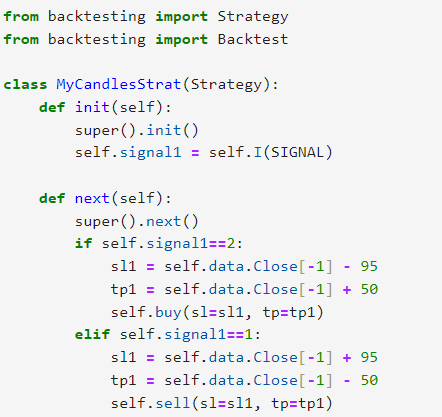 from backtesting import Strategy
from backtesting import Backtest

class MyCandlesStrat(Strategy):
    def init(self):
        super().init()
        self.signal1 = self.I(SIGNAL)

    def next(self):
        super().next()
        if self.signal1==2:
            sl1 = self.data.Close[-1] - 95
            tp1 = self.data.Close[-1] + 50
            self.buy(sl=sl1, tp=tp1)
        elif self.signal1==1:
            sl1 = self.data.Close[-1] + 95
            tp1 = self.data.Close[-1] - 50
            self.sell(sl=sl1, tp=tp1)